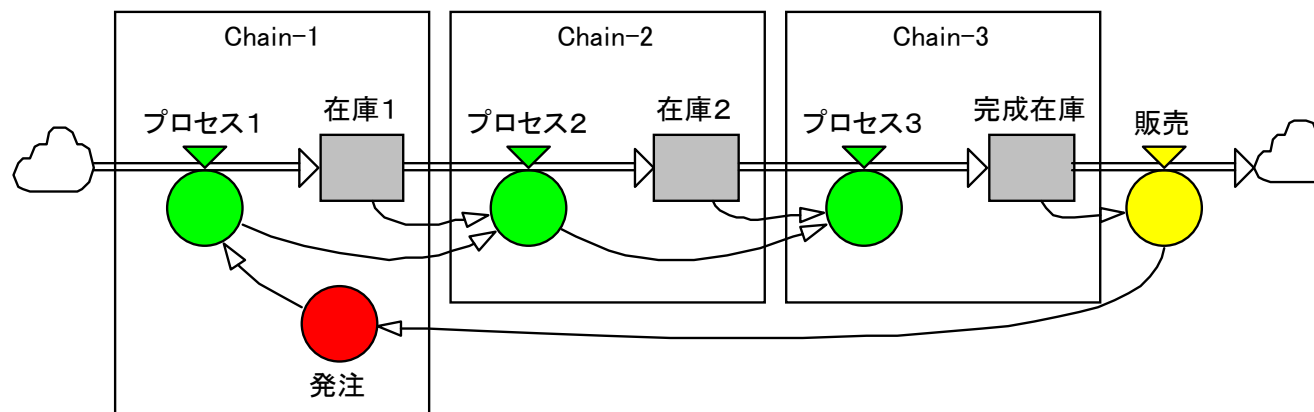 Chain-1
Chain-2
Chain-3
プロセス1
在庫1
プロセス2
在庫2
プロセス3
完成在庫
販売
発注